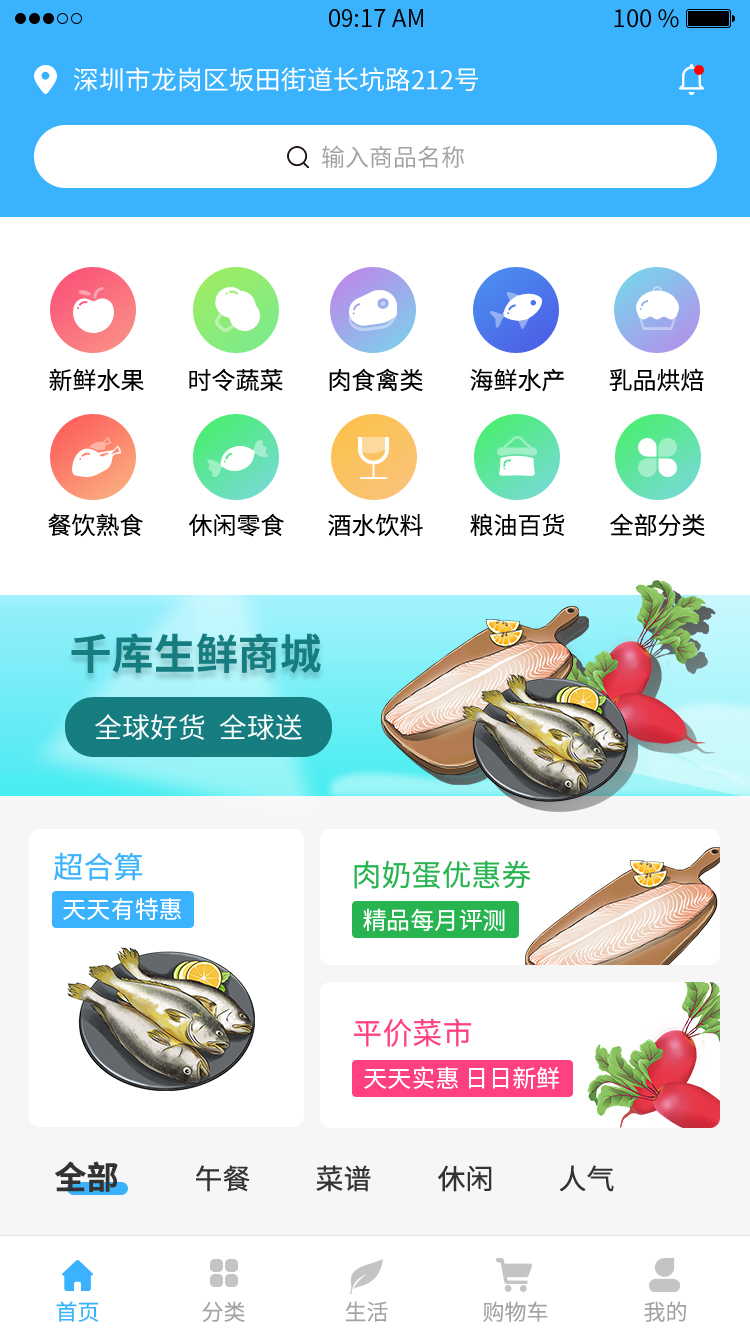 09:17 AM
100 %
深圳市龙岗区坂田街道长坑路212号
输入商品名称
新鲜水果 时令蔬菜 肉食禽类 海鲜水产 乳品烘焙
餐饮熟食 休闲零食 酒水饮料 粮油百货 全部分类
千库生鲜商城
全球好货 全球送
超合算
天天有特惠
肉奶蛋优惠券
精品每月评测
平价菜市
天天实惠 日日新鲜
全部 午餐 菜谱 休闲 人气
首页 分类 生活 购物车 我的